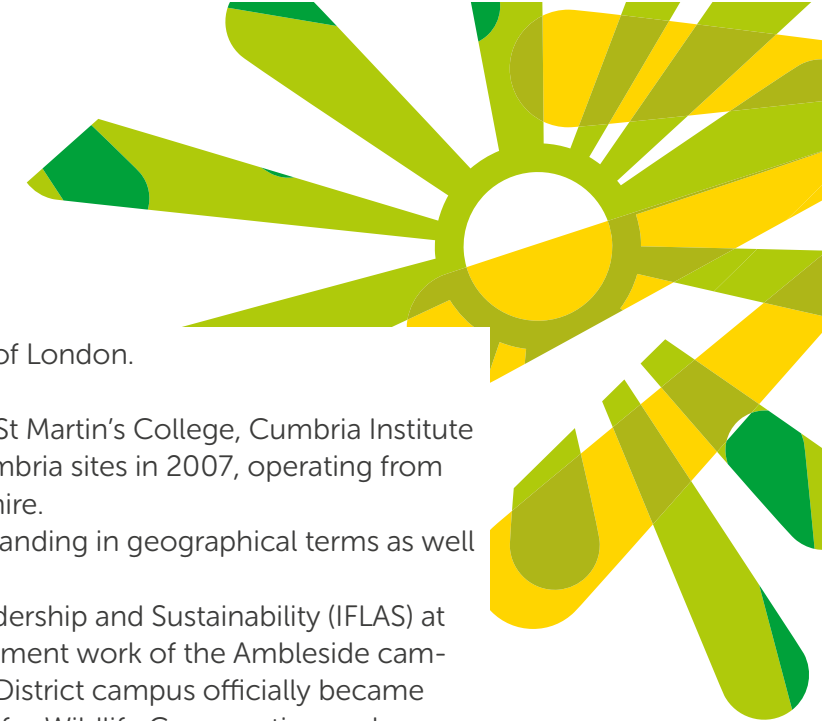 of London.
St Martin's College, Cumbria Institute
mbria sites in 2007, operating from
hire.
anding in geographical terms as well
dership and Sustainability (IFLAS) at
ment work of the Ambleside cam-
District campus officially became